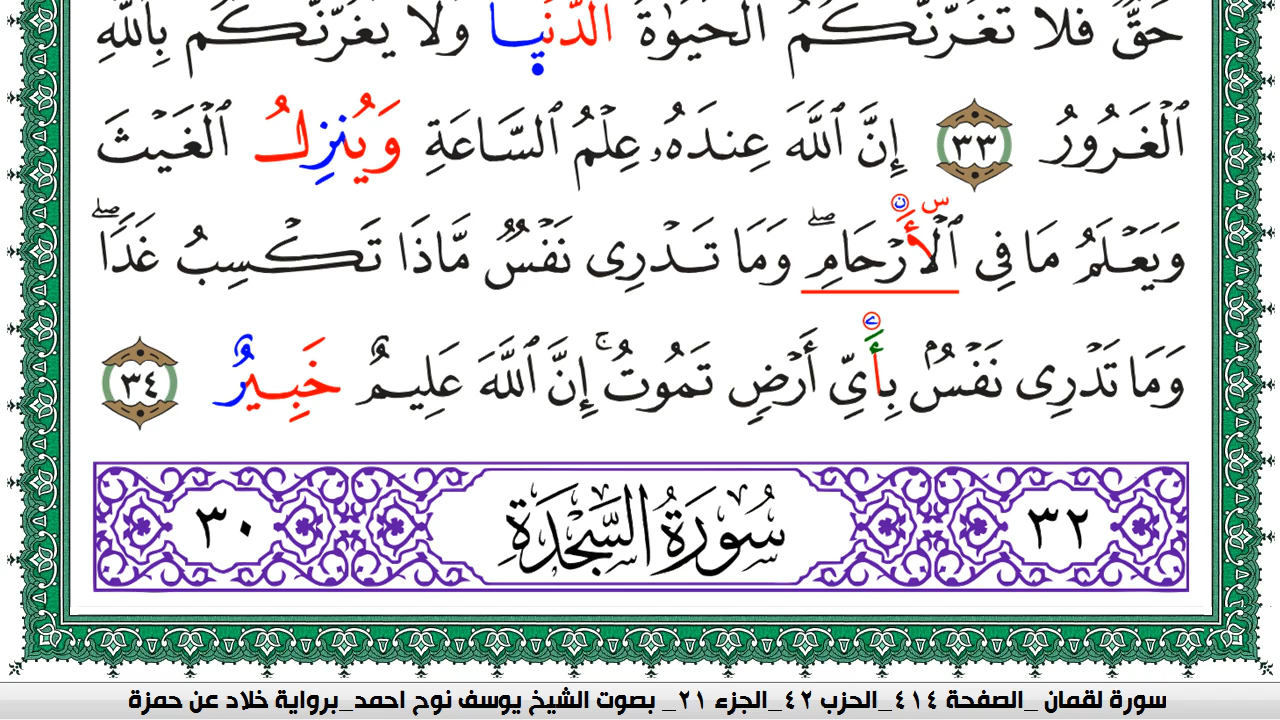 حَقٌّ فَلَا تَغُرَّنَّكُمُ الْحَيَوٰةُ الدُّنْيٜا وَلَا يَغُرَّنَّكُم بِاللَّهِ
الْغَرُورُ ٣٣ إِنَّ اللَّهَ عِندَهُۥ عِلْمُ السَّاعَةِ وَيُنزِلُ الْغَيْثَ
وَيَعْلَمُ مَا فِى الْأَرْحَامِۖ وَمَا تَدْرِى نَفْسٌ مَّاذَا تَكْسِبُ غَدًاۖ
وَمَا تَدْرِى نَفْسٌۢ بِأَىِّ أَرْضٍ تَمُوتُۚ إِنَّ اللَّهَ عَلِيمٌ خَبِيرٌ ٣٤
٣٢ سُورَةُ السَّجْدَةِ ٣٠
سورة لقمان _الصفحة ٤١٤_الحزب ٤٢_الجزء ٢١_ بصوت الشيخ يوسف نوح احمد_برواية خلاد عن حمزة